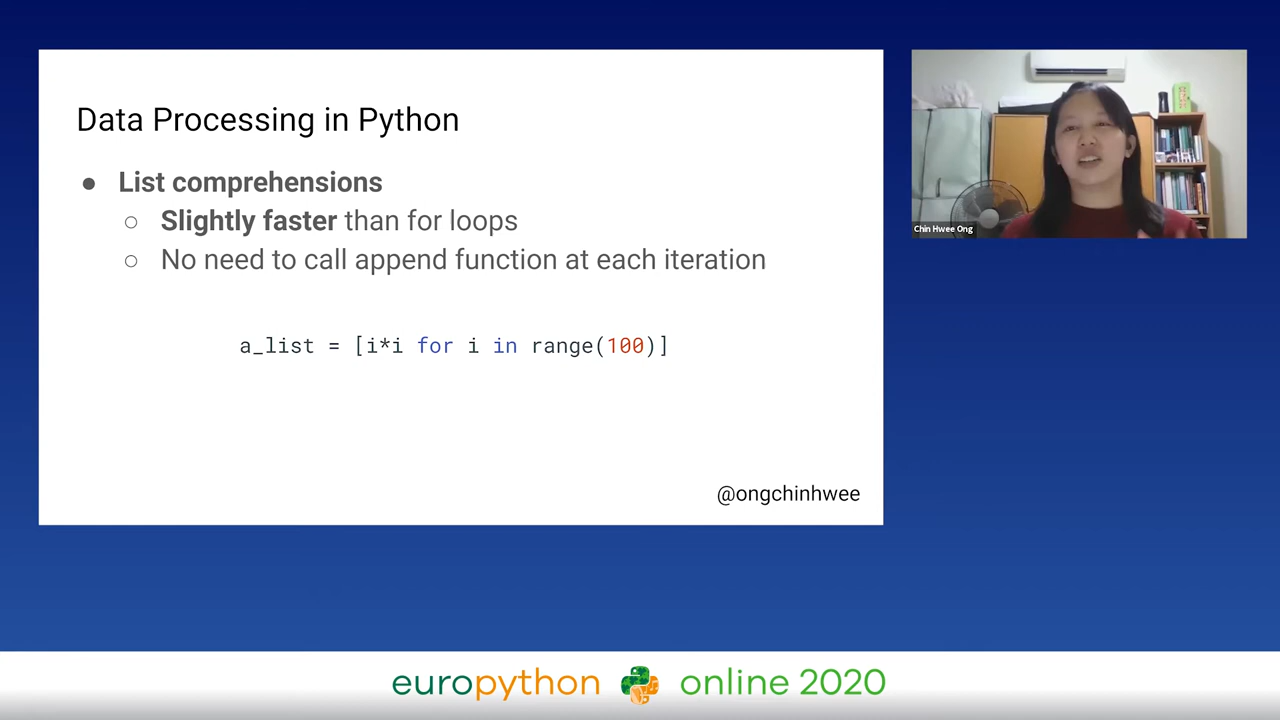 Data Processing in Python
● List comprehensions
○ Slightly faster than for loops
○ No need to call append function at each iteration
a_list = [i*i for i in range(100)]
@ongchinhwee
Chin Hwee Ong
europython online 2020